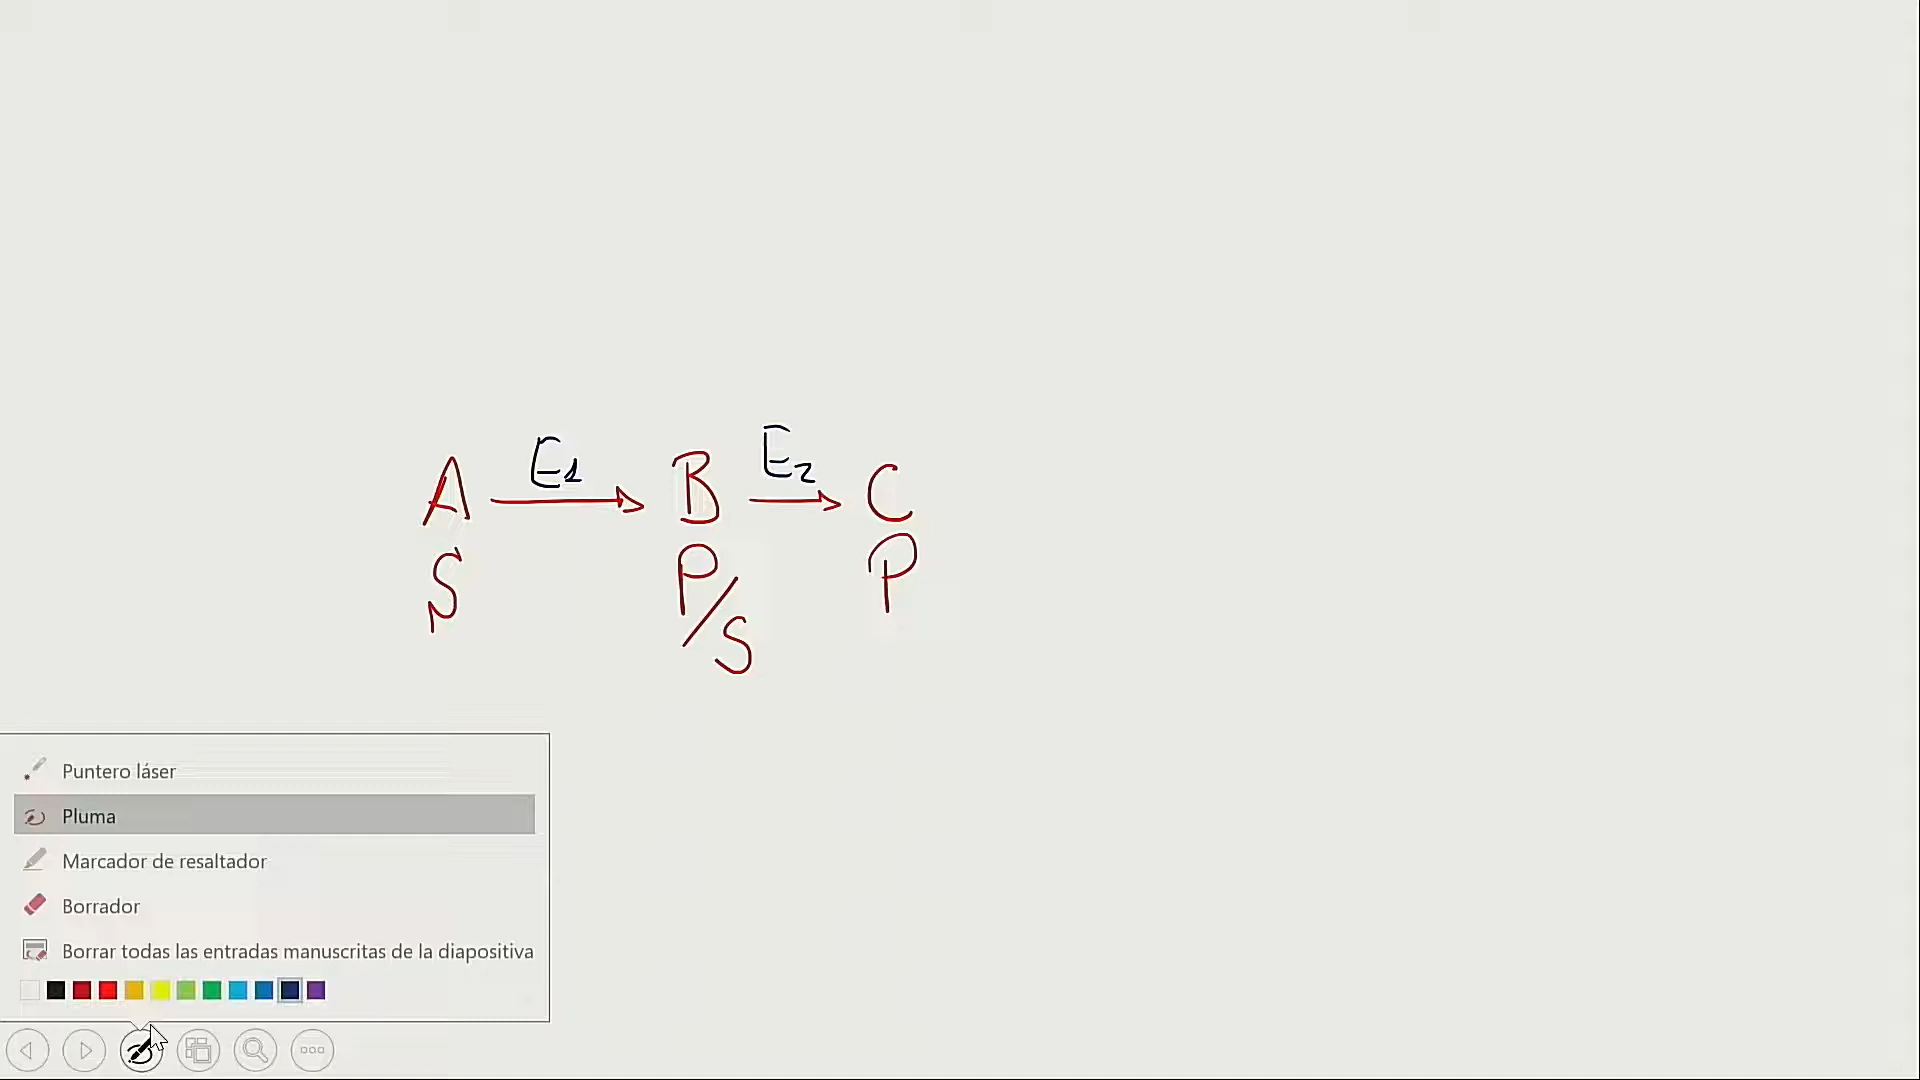 E1 E2
A B C
S P/S P
Puntero láser
Pluma
Marcador de resaltador
Borrador
Borrar todas las entradas manuscritas de la diapositiva